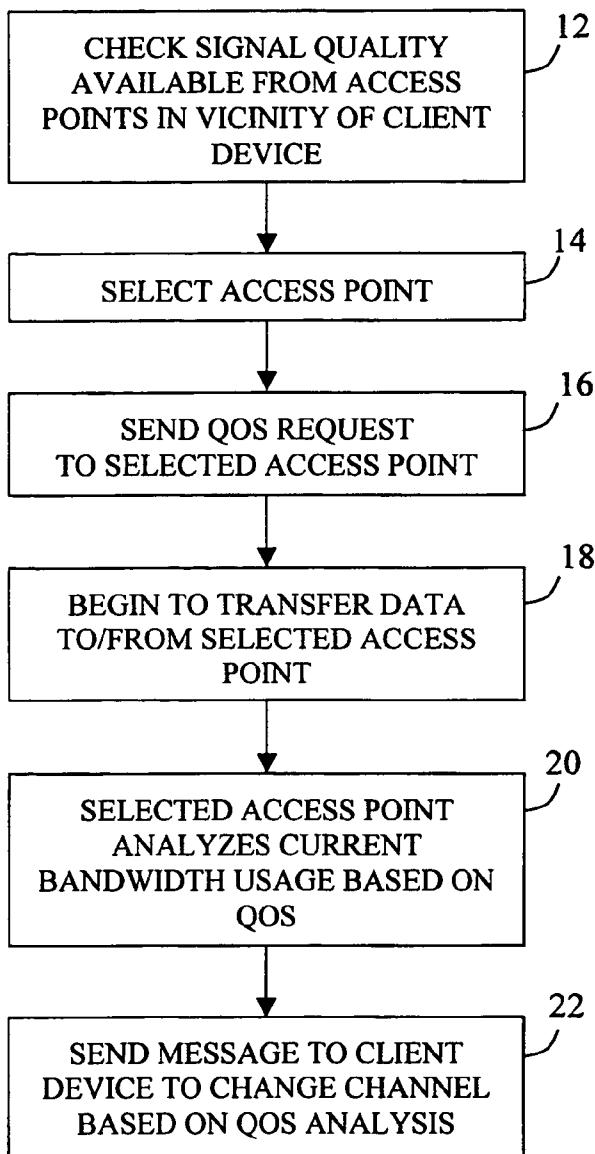 12
CHECK SIGNAL QUALITY
AVAILABLE FROM ACCESS
POINTS IN VICINITY OF CLIENT
DEVICE
14
SELECT ACCESS POINT
16
SEND QOS REQUEST
TO SELECTED ACCESS POINT
18
BEGIN TO TRANSFER DATA
TO/FROM SELECTED ACCESS
POINT
20
SELECTED ACCESS POINT
ANALYZES CURRENT
BANDWIDTH USAGE BASED ON
QOS
22
SEND MESSAGE TO CLIENT
DEVICE TO CHANGE CHANNEL
BASED ON QOS ANALYSIS